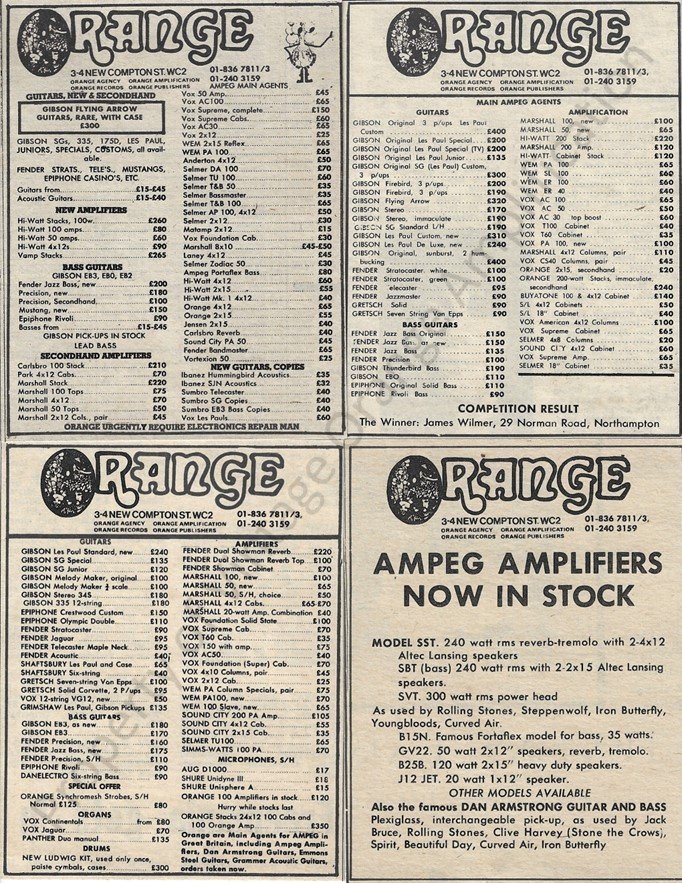 ORANGE
3-4 NEW COMPTON ST. WC2
ORANGE AGENCY ORANGE AMPLIFICATION
ORANGE RECORDS ORANGE PUBLISHERS
01-836 7811/3,
01-240 3159
AMPEG MAIN AGENTS
GUITARS, NEW & SECONDHAND
GIBSON FLYING ARROW
GUITARS, RARE, WITH CASE
£300
GIBSON SGs, 335, 175D, LES PAUL,
JUNIORS, SPECIALS, CUSTOMS, all avail-
able.
FENDER STRATS., TELE'S., MUSTANGS,
EPIPHONE CASINO'S, ETC.
Guitars from ... £15-£45
Acoustic Guitars ... £15-£40
NEW AMPLIFIERS
Hi-Watt Stacks, 100w. ... £260
Hi-Watt 100 amps. ... £80
Hi-Watt 50 amps. ... £60
Hi-Watt 4x12s ... £90
Vamp Stacks ... £265
BASS GUITARS
GIBSON EB3, EB0, EB2
Fender Jazz Bass, new ... £200
Precision, new ... £180
Precision, Secondhand, ... £100
Mustang, new ... £150
Epiphone Rivoli ... £90
Basses from ... £15-£45
GIBSON PICK-UPS IN STOCK
LEAD BASS
SECONDHAND AMPLIFIERS
Carlsbro 100 Stack ... £210
Park 4x12 Cabs. ... £70
Marshall Stack ... £220
Marshall 100 Tops ... £75
Marshall 4x12 ... £70
Marshall 50 Tops ... £50
Marshall 2x12 Cols., pair ... £45
Vox 50 Amp. ... £45
Vox AC100 ... £65
Vox Supreme, complete ... £150
Vox Supreme Cabs. ... £60
Vox AC30 ... £65
Vox 2x12 ... £25
WEM 2x15 Reflex ... £35
WEM PA 100 ... £65
Anderton 4x12 ... £50
Selmer DA 100 ... £70
Selmer TU 100 ... £60
Selmer T&B 50 ... £35
Selmer Bassmaster ... £35
Selmer T&B 100 ... £65
Selmer AP 100, 4x12 ... £50
Selmer 2x12 ... £30
Matamp 2x12 ... £30
Vox Foundation Cab. ... £30
Marshall 8x10 ... £45-£50
Laney 4x12 ... £45
Selmer Zodiac 50 ... £30
Ampeg Portaflex Bass ... £80
Hi-Watt 4x12 ... £60
Hi-Watt 2x15 ... £55
Hi-Watt Mk. 1 4x12 ... £40
Orange 4x12 ... £65
Orange 2x15 ... £55
Jensen 2x15 ... £40
Carlsbro Reverb ... £40
Sound City PA 50 ... £45
Fender Bandmaster ... £65
Vortexion 50 ... £25
NEW GUITARS, COPIES
Ibanez Hummingbird Acoustics ... £35
Ibanez SJN Acoustics ... £32
Sumbro Telecaster ... £40
Sumbro SG Copies ... £40
Sumbro EB3 Bass Copies ... £40
Vox Les Pauls ... £60
ORANGE URGENTLY REQUIRE ELECTRONICS REPAIR MAN
ORANGE
3-4 NEW COMPTON ST. WC2
ORANGE AGENCY ORANGE AMPLIFICATION
ORANGE RECORDS ORANGE PUBLISHERS
01-836 7811/3,
01-240 3159
MAIN AMPEG AGENTS
GUITARS
GIBSON Original 3 p/ups Les Paul
Custom ... £400
GIBSON Original Les Paul Special ... £200
GIBSON Original Les Paul Special (TV) £200
GIBSON Original Les Paul Junior ... £135
GIBSON Original SG (Les Paul) Custom,
3 p/ups ... £300
GIBSON Firebird, 3 p/ups ... £200
GIBSON Firebird, 3 p/ups ... £190
GIBSON Flying Arrow ... £320
GIBSON Stereo ... £170
GIBSON Stereo, immaculate ... £190
GIBSON SG Standard L/H ... £190
GIBSON Les Paul Custom, new ... £310
GIBSON Les Paul De Luxe, new ... £240
GIBSON Original, sunburst, 2 hum-
bucking ... £400
FENDER Stratocaster, white ... £100
FENDER Stratocaster, green ... £100
FENDER Telecaster ... £100
FENDER Jazzmaster ... £90
GRETSCH Solid ... £90
GRETSCH Seven String Van Epps ... £90
BASS GUITARS
FENDER Jazz Bass Original ... £150
FENDER Jazz Bass, as new ... £150
FENDER Jazz Bass ... £135
FENDER Precision ... £100
GIBSON Thunderbird Bass ... £190
GIBSON EBO ... £110
EPIPHONE Original Solid Bass ... £110
EPIPHONE Rivoli Bass ... £90
AMPLIFICATION
MARSHALL 100, new ... £100
MARSHALL 50, new ... £65
HI-WATT 200 Stack ... £220
MARSHALL 200 Amp. ... £120
HI-WATT Cabinet Stack ... £120
WEM PA 100 ... £65
WEM SL 100 ... £60
WEM ER 100 ... £60
WEM ER 40 ... £65
VOX AC 100 ... £65
VOX AC 50 ... £50
VOX AC 30 top boost ... £60
VOX T100 Cabinet ... £40
VOX T60 Cabinet ... £35
VOX PA 100, new ... £100
MARSHALL 4x12 Columns, pair ... £110
VOX CS40 Columns, pair ... £45
ORANGE 2x15, secondhand ... £20
ORANGE 200-watt Stacks, immaculate,
secondhand ... £240
BUYATONE 100 & 4x12 Cabinet £140
S/L 4x12 Cabinets ... £50
S/L 18" Cabinet ... £40
VOX American 4x12 Columns ... £100
VOX Supreme Cabinet ... £65
SELMER 4x8 Columns ... £20
SOUND CITY 4x12 Cabinet ... £60
VOX Supreme Amp ... £65
SELMER 18" Cabinet ... £35
COMPETITION RESULT
The Winner: James Wilmer, 29 Norman Road, Northampton
ORANGE
3-4 NEW COMPTON ST. WC2
ORANGE AGENCY ORANGE AMPLIFICATION
ORANGE RECORDS ORANGE PUBLISHERS
01-836 7811/3,
01-240 3159
GUITARS
GIBSON Les Paul Standard, new ... £240
GIBSON SG Special ... £135
GIBSON SG Junior ... £120
GIBSON Melody Maker, original ... £100
GIBSON Melody Maker ¾ scale ... £100
GIBSON Stereo 345 ... £180
GIBSON 335 12-string ... £180
EPIPHONE Crestwood Custom ... £150
EPIPHONE Olympic Double ... £110
FENDER Stratocaster ... £90
FENDER Jaguar ... £95
FENDER Telecaster Maple Neck ... £95
FENDER Acoustic ... £40
SHAFTSBURY Les Paul and Case ... £65
SHAFTSBURY Six-string ... £40
GRETSCH Seven-string Van Epps ... £80
GRETSCH Solid Corvette, 2 P/ups ... £95
VOX 12-string VG12, new ... £50
GRIMSHAW Les Paul, Gibson Pickups £135
BASS GUITARS
GIBSON EB3, as new ... £180
GIBSON EB3 ... £170
FENDER Precision, new ... £160
FENDER Jazz Bass, new ... £175
FENDER Precision, S/H ... £110
EPIPHONE Rivoli ... £90
DANELECTRO Six-string Bass ... £90
SPECIAL OFFER
ORANGE Synchromesh Strobes, S/H
Normal £125 ... £80
ORGANS
VOX Continentals ... from £80
VOX Jaguar ... £70
PANTHER Duo manual ... £135
DRUMS
NEW LUDWIG KIT, used only once,
paiste cymbals, cases ... £300
AMPLIFIERS
FENDER Dual Showman Reverb ... £220
FENDER Dual Showman Reverb Top ... £100
FENDER Showman Cabinet ... £70
MARSHALL 100, new ... £100
MARSHALL 50, new ... £65
MARSHALL 50, S/H, choice ... £50
MARSHALL 4x12 Cabs. ... £65-£70
MARSHALL 20-watt Amp. Combination £40
VOX Foundation Solid State ... £100
VOX Supreme Cab. ... £70
VOX T60 Cab. ... £35
VOX 150 with amp. ... £75
VOX AC50 ... £40
VOX Foundation (Super) Cab. ... £70
VOX 4x10 Columns, pair ... £45
VOX 2x12 Cab. ... £25
WEM PA Column Specials, pair ... £75
WEM PA100, new ... £70
WEM 100 Slave, new ... £65
SOUND CITY 200 PA Amp. ... £105
SOUND CITY 4x12 Cab. ... £55
SOUND CITY 2x15 Cab. ... £35
SELMER TU100 ... £65
SIMMS-WATTS 100 PA ... £70
MICROPHONES, S/H
AUG D1000 ... £17
SHURE Unidyne III ... £18
SHURE Unisphere A ... £15
ORANGE 100 Amplifiers in stock ... £120
Hurry while stocks last
ORANGE Stacks 24x12 100 Cabs and
100 Orange Amp ... £350
Orange are Main Agents for AMPEG in
Great Britain, including Ampeg Ampli-
fiers, Dan Armstrong Guitars, Emmons
Steel Guitars, Grammer Acoustic Guitars,
orders taken now.
ORANGE
3-4 NEW COMPTON ST. WC2
ORANGE AGENCY ORANGE AMPLIFICATION
ORANGE RECORDS ORANGE PUBLISHERS
01-836 7811/3,
01-240 3159
AMPEG AMPLIFIERS
NOW IN STOCK
MODEL SST. 240 watt rms reverb-tremolo with 2-4x12
Altec Lansing speakers
SBT (bass) 240 watt rms with 2-2x15 Altec Lansing
speakers.
SVT. 300 watt rms power head
As used by Rolling Stones, Steppenwolf, Iron Butterfly,
Youngbloods, Curved Air.
B15N. Famous Fortaflex model for bass, 35 watts.
GV22. 50 watt 2x12" speakers, reverb, tremolo.
B25B. 120 watt 2x15" heavy duty speakers.
J12 JET. 20 watt 1x12" speaker.
OTHER MODELS AVAILABLE
Also the famous DAN ARMSTRONG GUITAR AND BASS
Plexiglass, interchangeable pick-up, as used by Jack
Bruce, Rolling Stones, Clive Harvey (Stone the Crows),
Spirit, Beautiful Day, Curved Air, Iron Butterfly